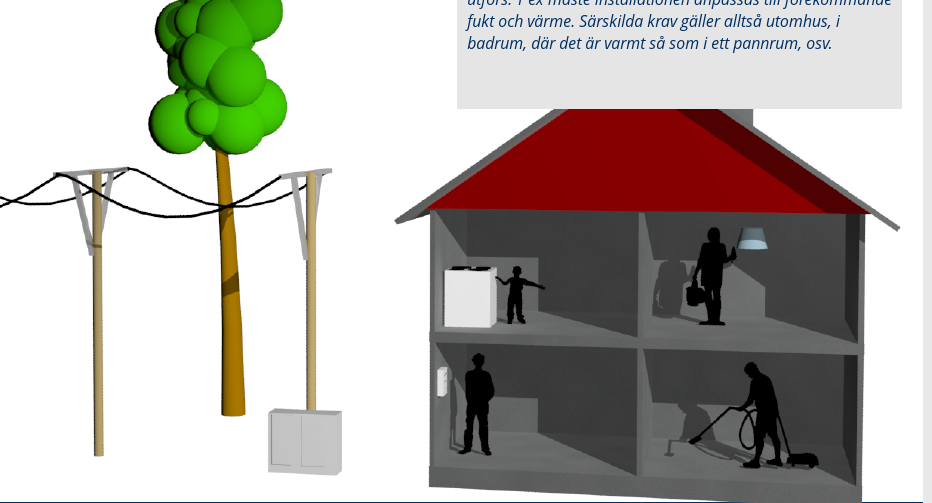 utförs. T ex måste installationen anpassas till förekommande
fukt och värme. Särskilda krav gäller alltså utomhus, i
badrum, där det är varmt så som i ett pannrum, osv.